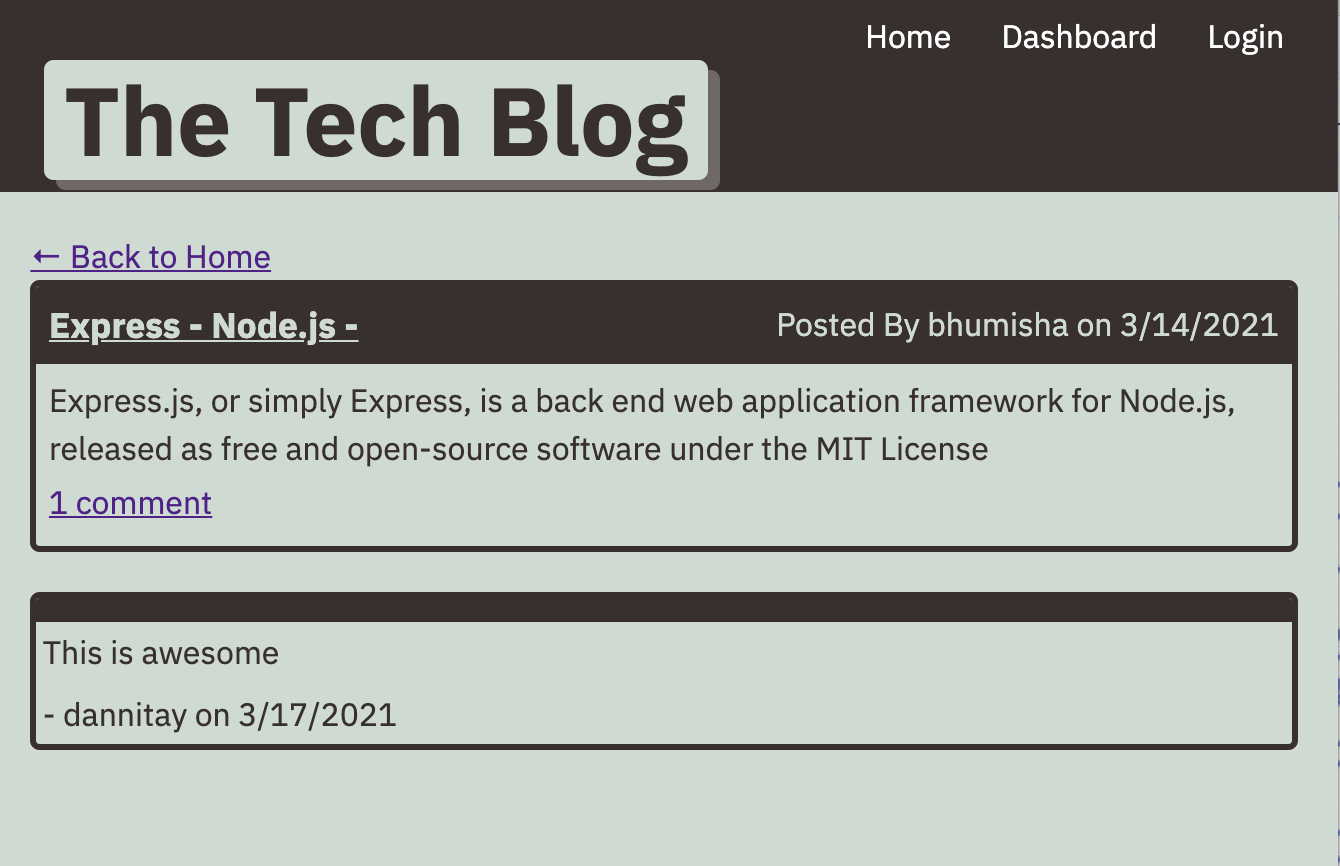 Home Dashboard Login
The Tech Blog
← Back to Home
Express - Node.js - Posted By bhumisha on 3/14/2021
Express.js, or simply Express, is a back end web application framework for Node.js,
released as free and open-source software under the MIT License
1 comment
This is awesome
- dannitay on 3/17/2021